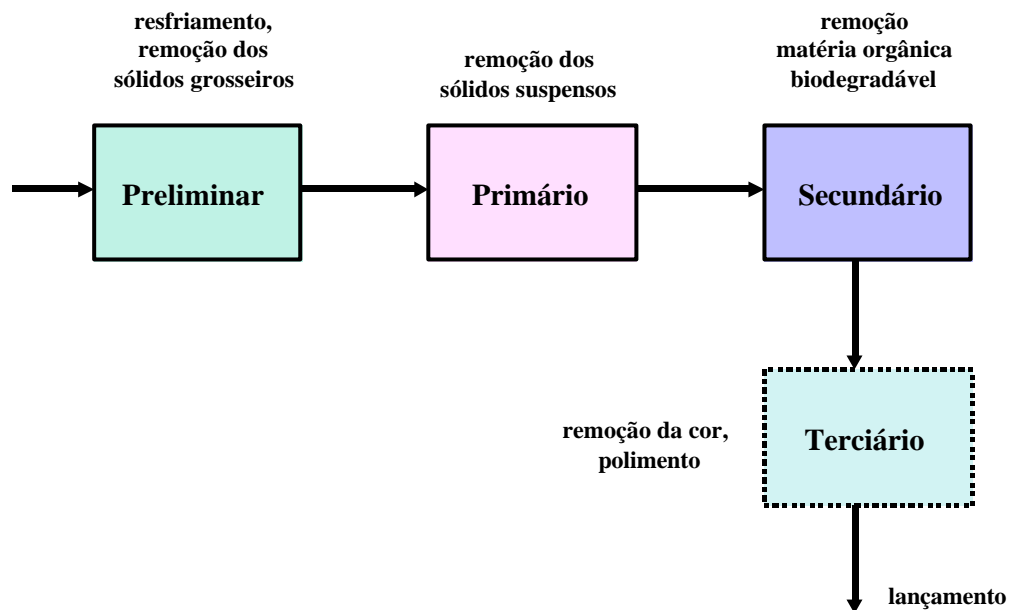 resfriamento,
remoção dos
sólidos grosseiros
Preliminar
remoção dos
sólidos suspensos
Primário
remoção
matéria orgânica
biodegradável
Secundário
remoção da cor,
polimento
Terciário
lançamento